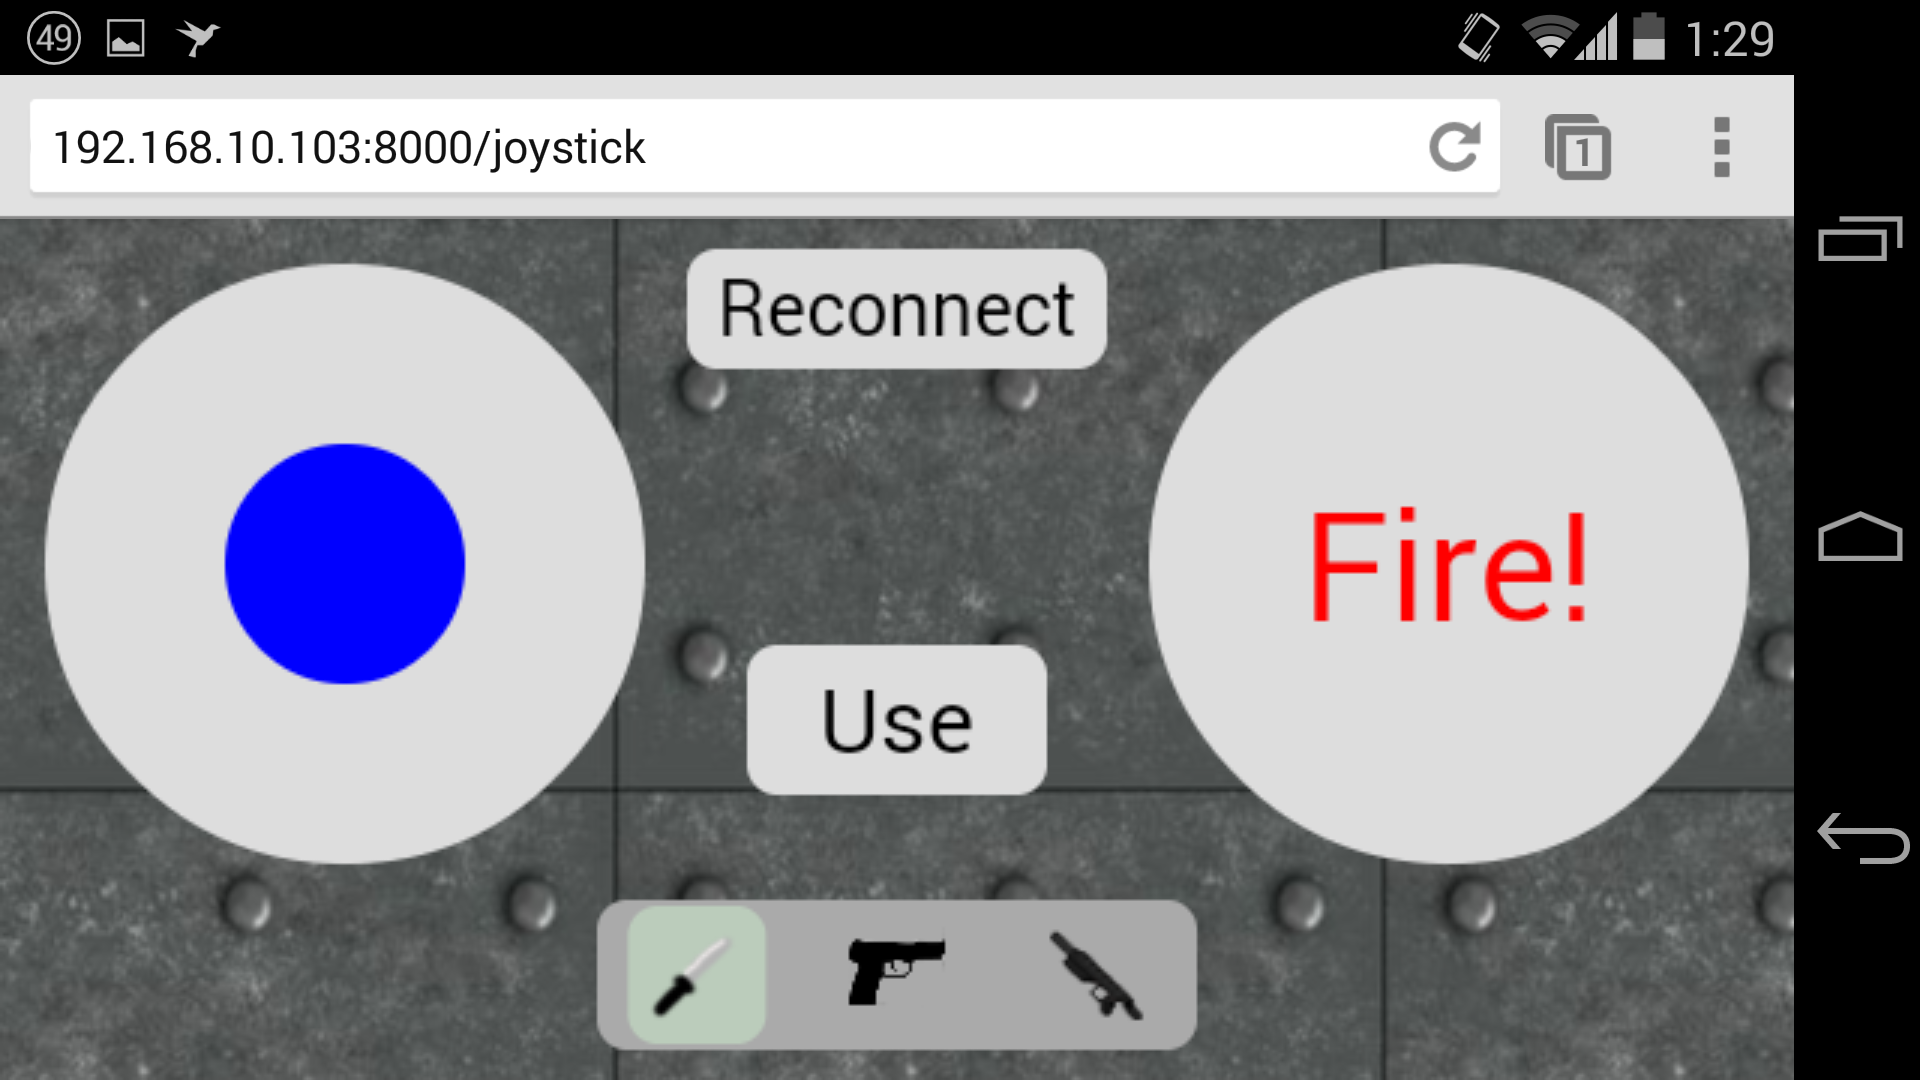 49
1:29
192.168.10.103:8000/joystick
1
Reconnect
Fire!
Use